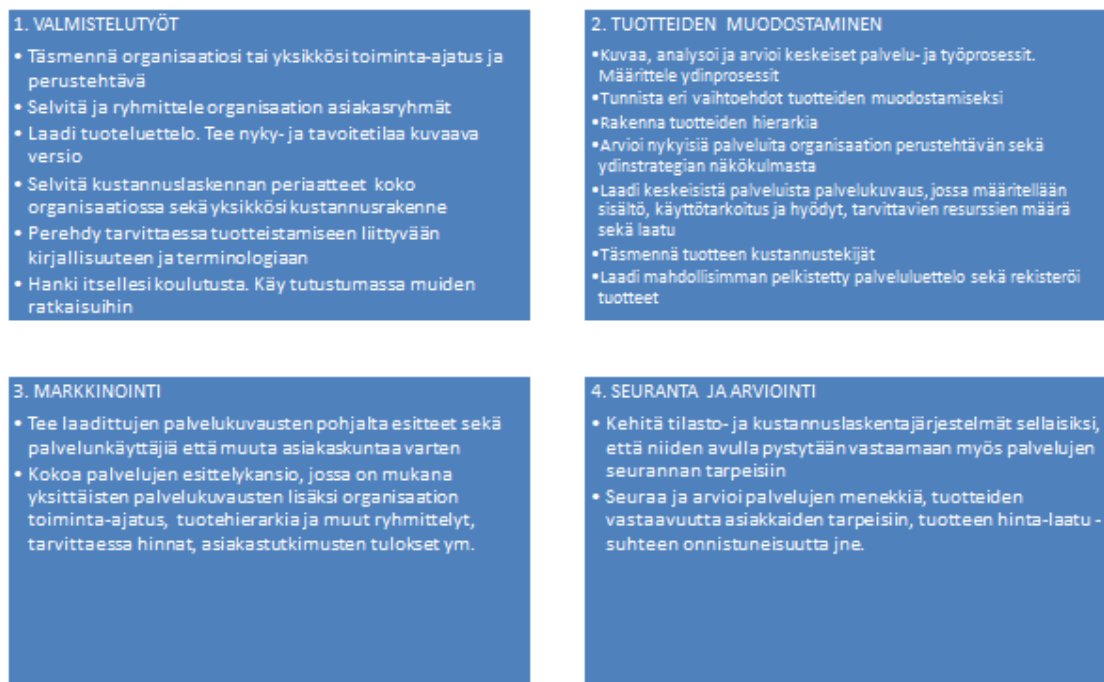 1. VALMISTELUTYÖT
• Täsmennä organisaatiosi tai yksikkösi toiminta-ajatus ja
perustehtävä
• Selvitä ja ryhmittele organisaation asiakasryhmät
• Laadi tuoteluettelo. Tee nyky- ja tavoitetilaa kuvaava
versio
• Selvitä kustannuslaskennan periaatteet koko
organisaatiossa sekä yksikkösi kustannusrakenne
• Perehdy tarvittaessa tuotteistamiseen liittyvään
kirjallisuuteen ja terminologiaan
• Hanki itsellesi koulutusta. Käy tutustumassa muiden
ratkaisuihin
2. TUOTTEIDEN MUODOSTAMINEN
•Kuvaa, analysoi ja arvioi keskeiset palvelu- ja työprosessit.
Määrittele ydinprosessit
•Tunnista eri vaihtoehdot tuotteiden muodostamiseksi
•Rakenna tuotteiden hierarkia
•Arvioi nykyisiä palveluita organisaation perustehtävän sekä
ydinstrategian näkökulmasta
•Laadi keskeisistä palveluista palvelukuvaus, jossa määritellään
sisältö, käyttötarkoitus ja hyödyt, tarvittavien resurssien määrä
sekä laatu
•Täsmennä tuotteen kustannustekijät
•Laadi mahdollisimman pelkistetty palveluluettelo sekä rekisteröi
tuotteet
3. MARKKINOINTI
• Tee laadittujen palvelukuvausten pohjalta esitteet sekä
palvelunkäyttäjiä että muuta asiakaskuntaa varten
• Kokoa palvelujen esittelykansio, jossa on mukana
yksittäisten palvelukuvausten lisäksi organisaation
toiminta-ajatus, tuotehierarkia ja muut ryhmittelyt,
tarvittaessa hinnat, asiakastutkimusten tulokset ym.
4. SEURANTA JA ARVIOINTI
• Kehitä tilasto- ja kustannuslaskentajärjestelmät sellaisiksi,
että niiden avulla pystytään vastaamaan myös palvelujen
seurannan tarpeisiin
• Seuraa ja arvioi palvelujen menekkiä, tuotteiden
vastaavuutta asiakkaiden tarpeisiin, tuotteen hinta-laatu -
suhteen onnistuneisuutta jne.